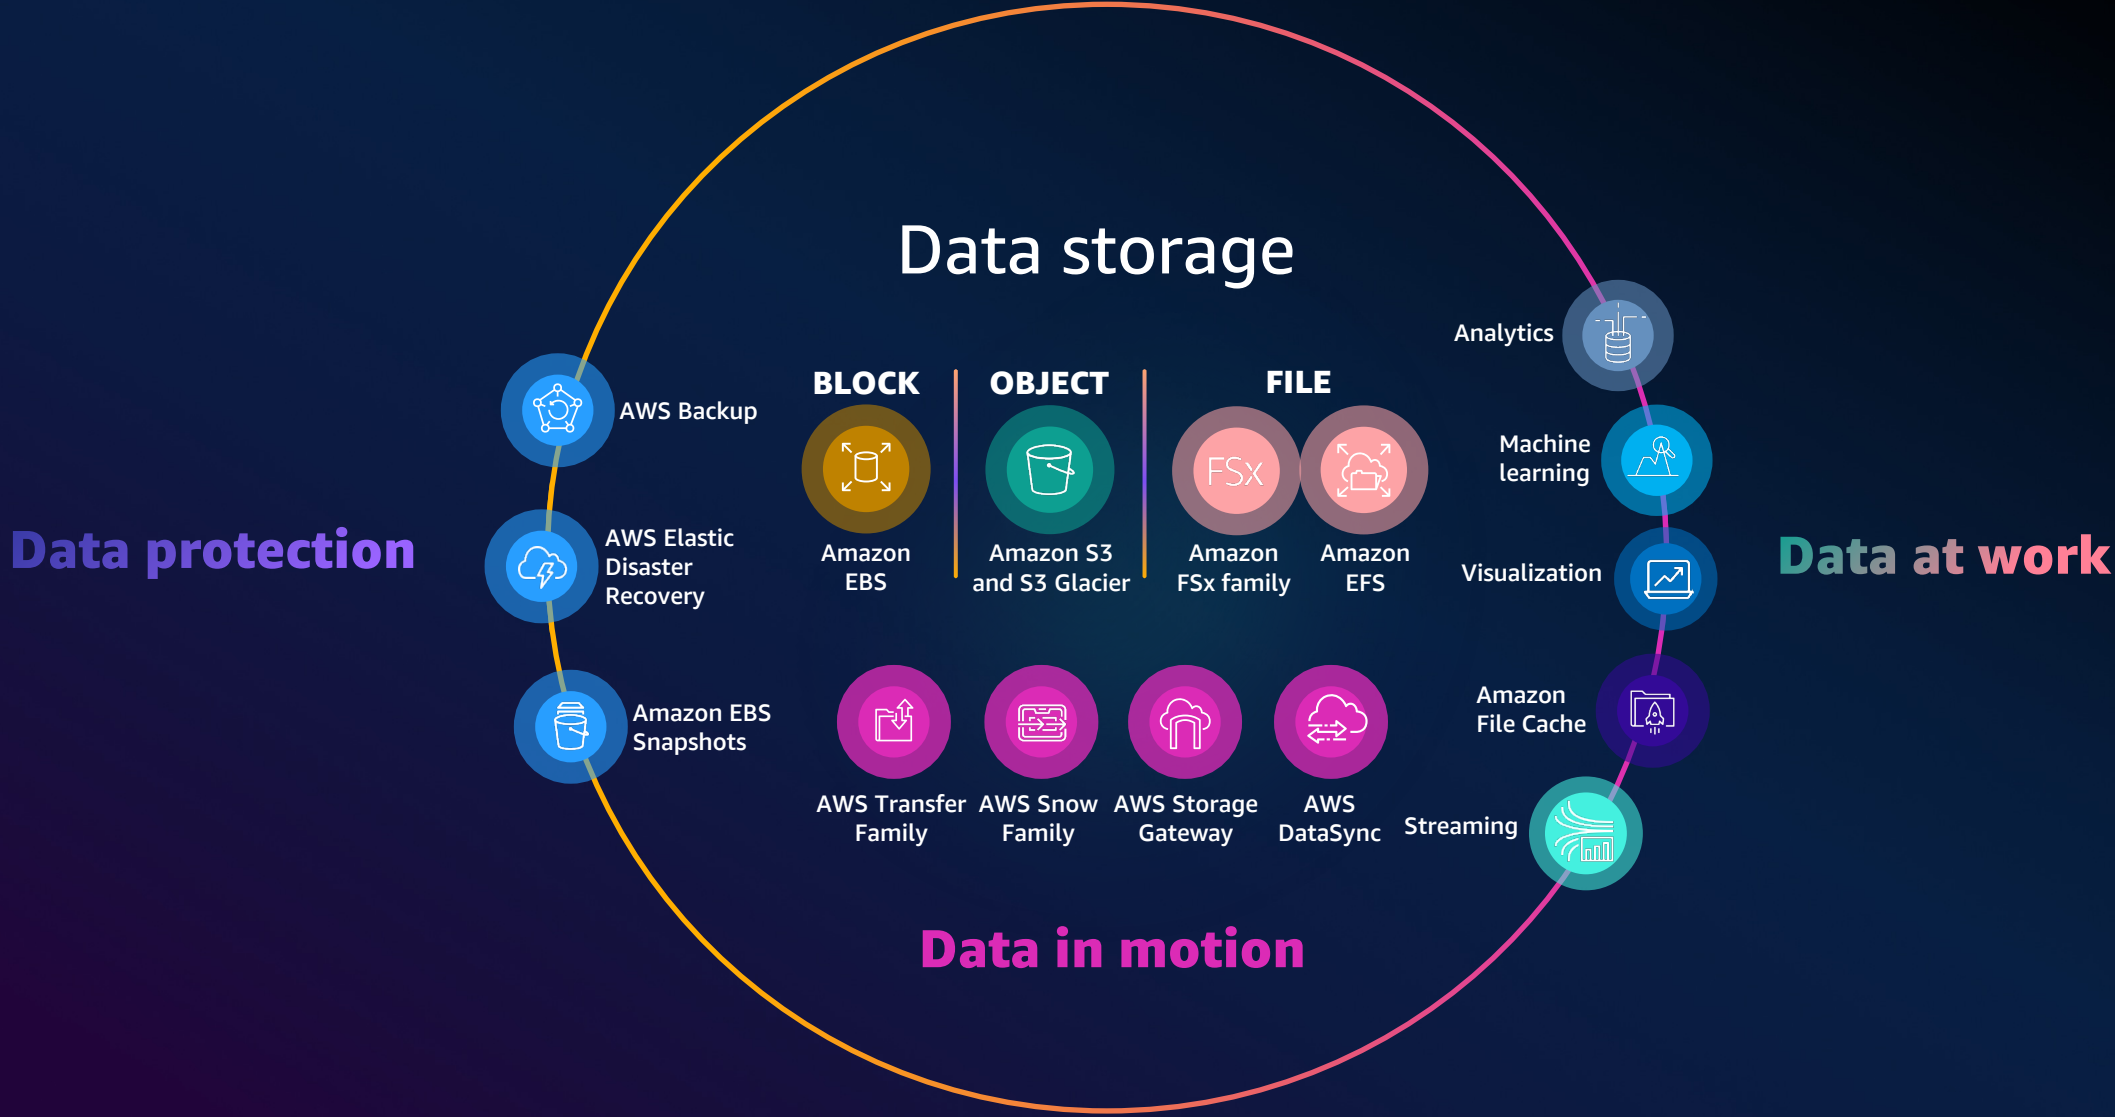 Data storage
BLOCK
OBJECT
FILE
Amazon
EBS
Amazon S3
and S3 Glacier
FSx
Amazon
FSx family
Amazon
EFS
Data protection
AWS Backup
AWS Elastic
Disaster
Recovery
Amazon EBS
Snapshots
AWS Transfer
Family
AWS Snow
Family
AWS Storage
Gateway
AWS
DataSync
Data in motion
Analytics
Machine
learning
Visualization
Amazon
File Cache
Streaming
Data at work